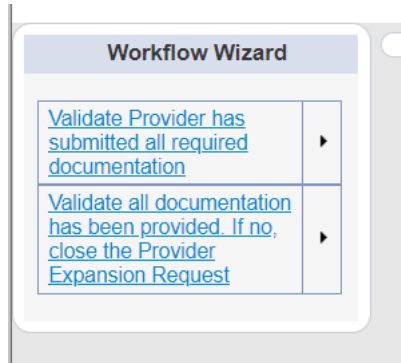 Workflow Wizard
Validate Provider has
submitted all required
documentation
Validate all documentation
has been provided. If no,
close the Provider
Expansion Request